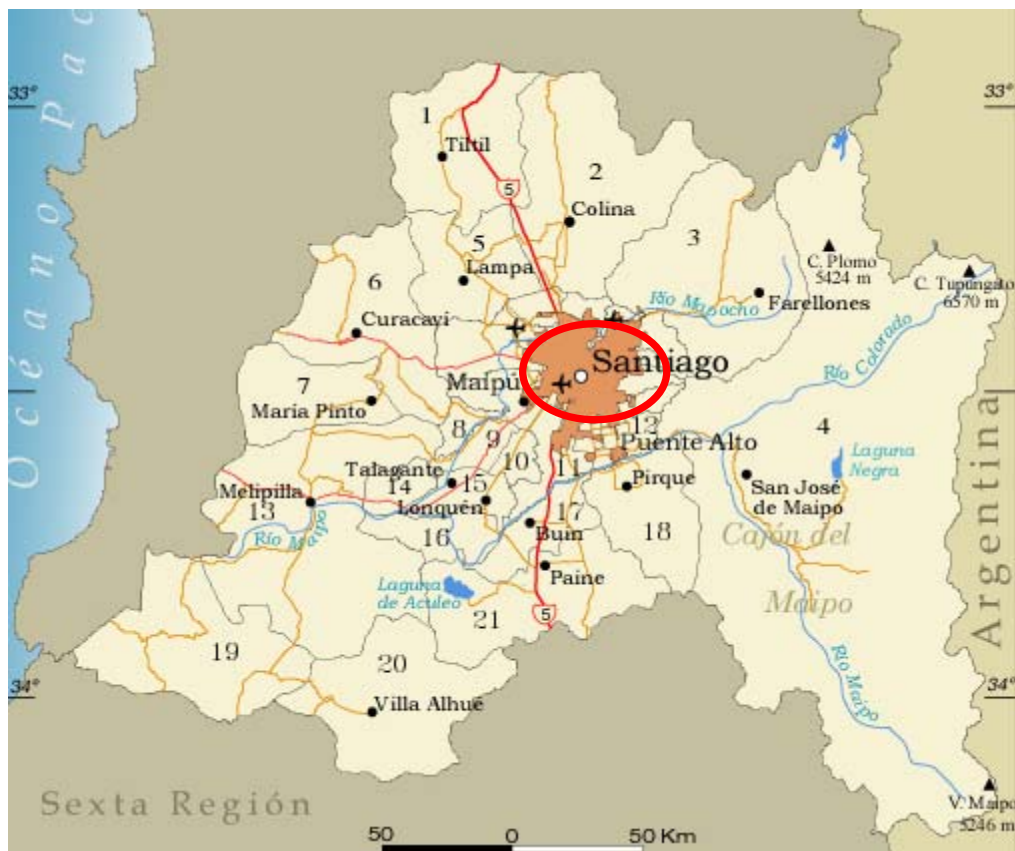 Océano Pac
33°
33°
1
Tiltil
5
2
Colina
3
5
Lampa
6
Curacaví
C. Plomo
5424 m
C. Tupungato
6570 m
Río Mapocho
Farellones
Río Colorado
Santiago
7
María Pinto
Maipú
8
9
10
11
12
Puente Alto
4
Laguna
Negra
Argentina
Talagante
14
15
Lonquén
Pirque
San José
de Maipo
Melipilla
13
Río Maipo
16
17
Buin
18
Cajón del
Maipo
Laguna
de Aculeo
Paine
5
21
19
20
Río Maipo
34°
34°
Villa Alhué
Sexta Región
V. Maipo
5246 m
50 0 50 Km